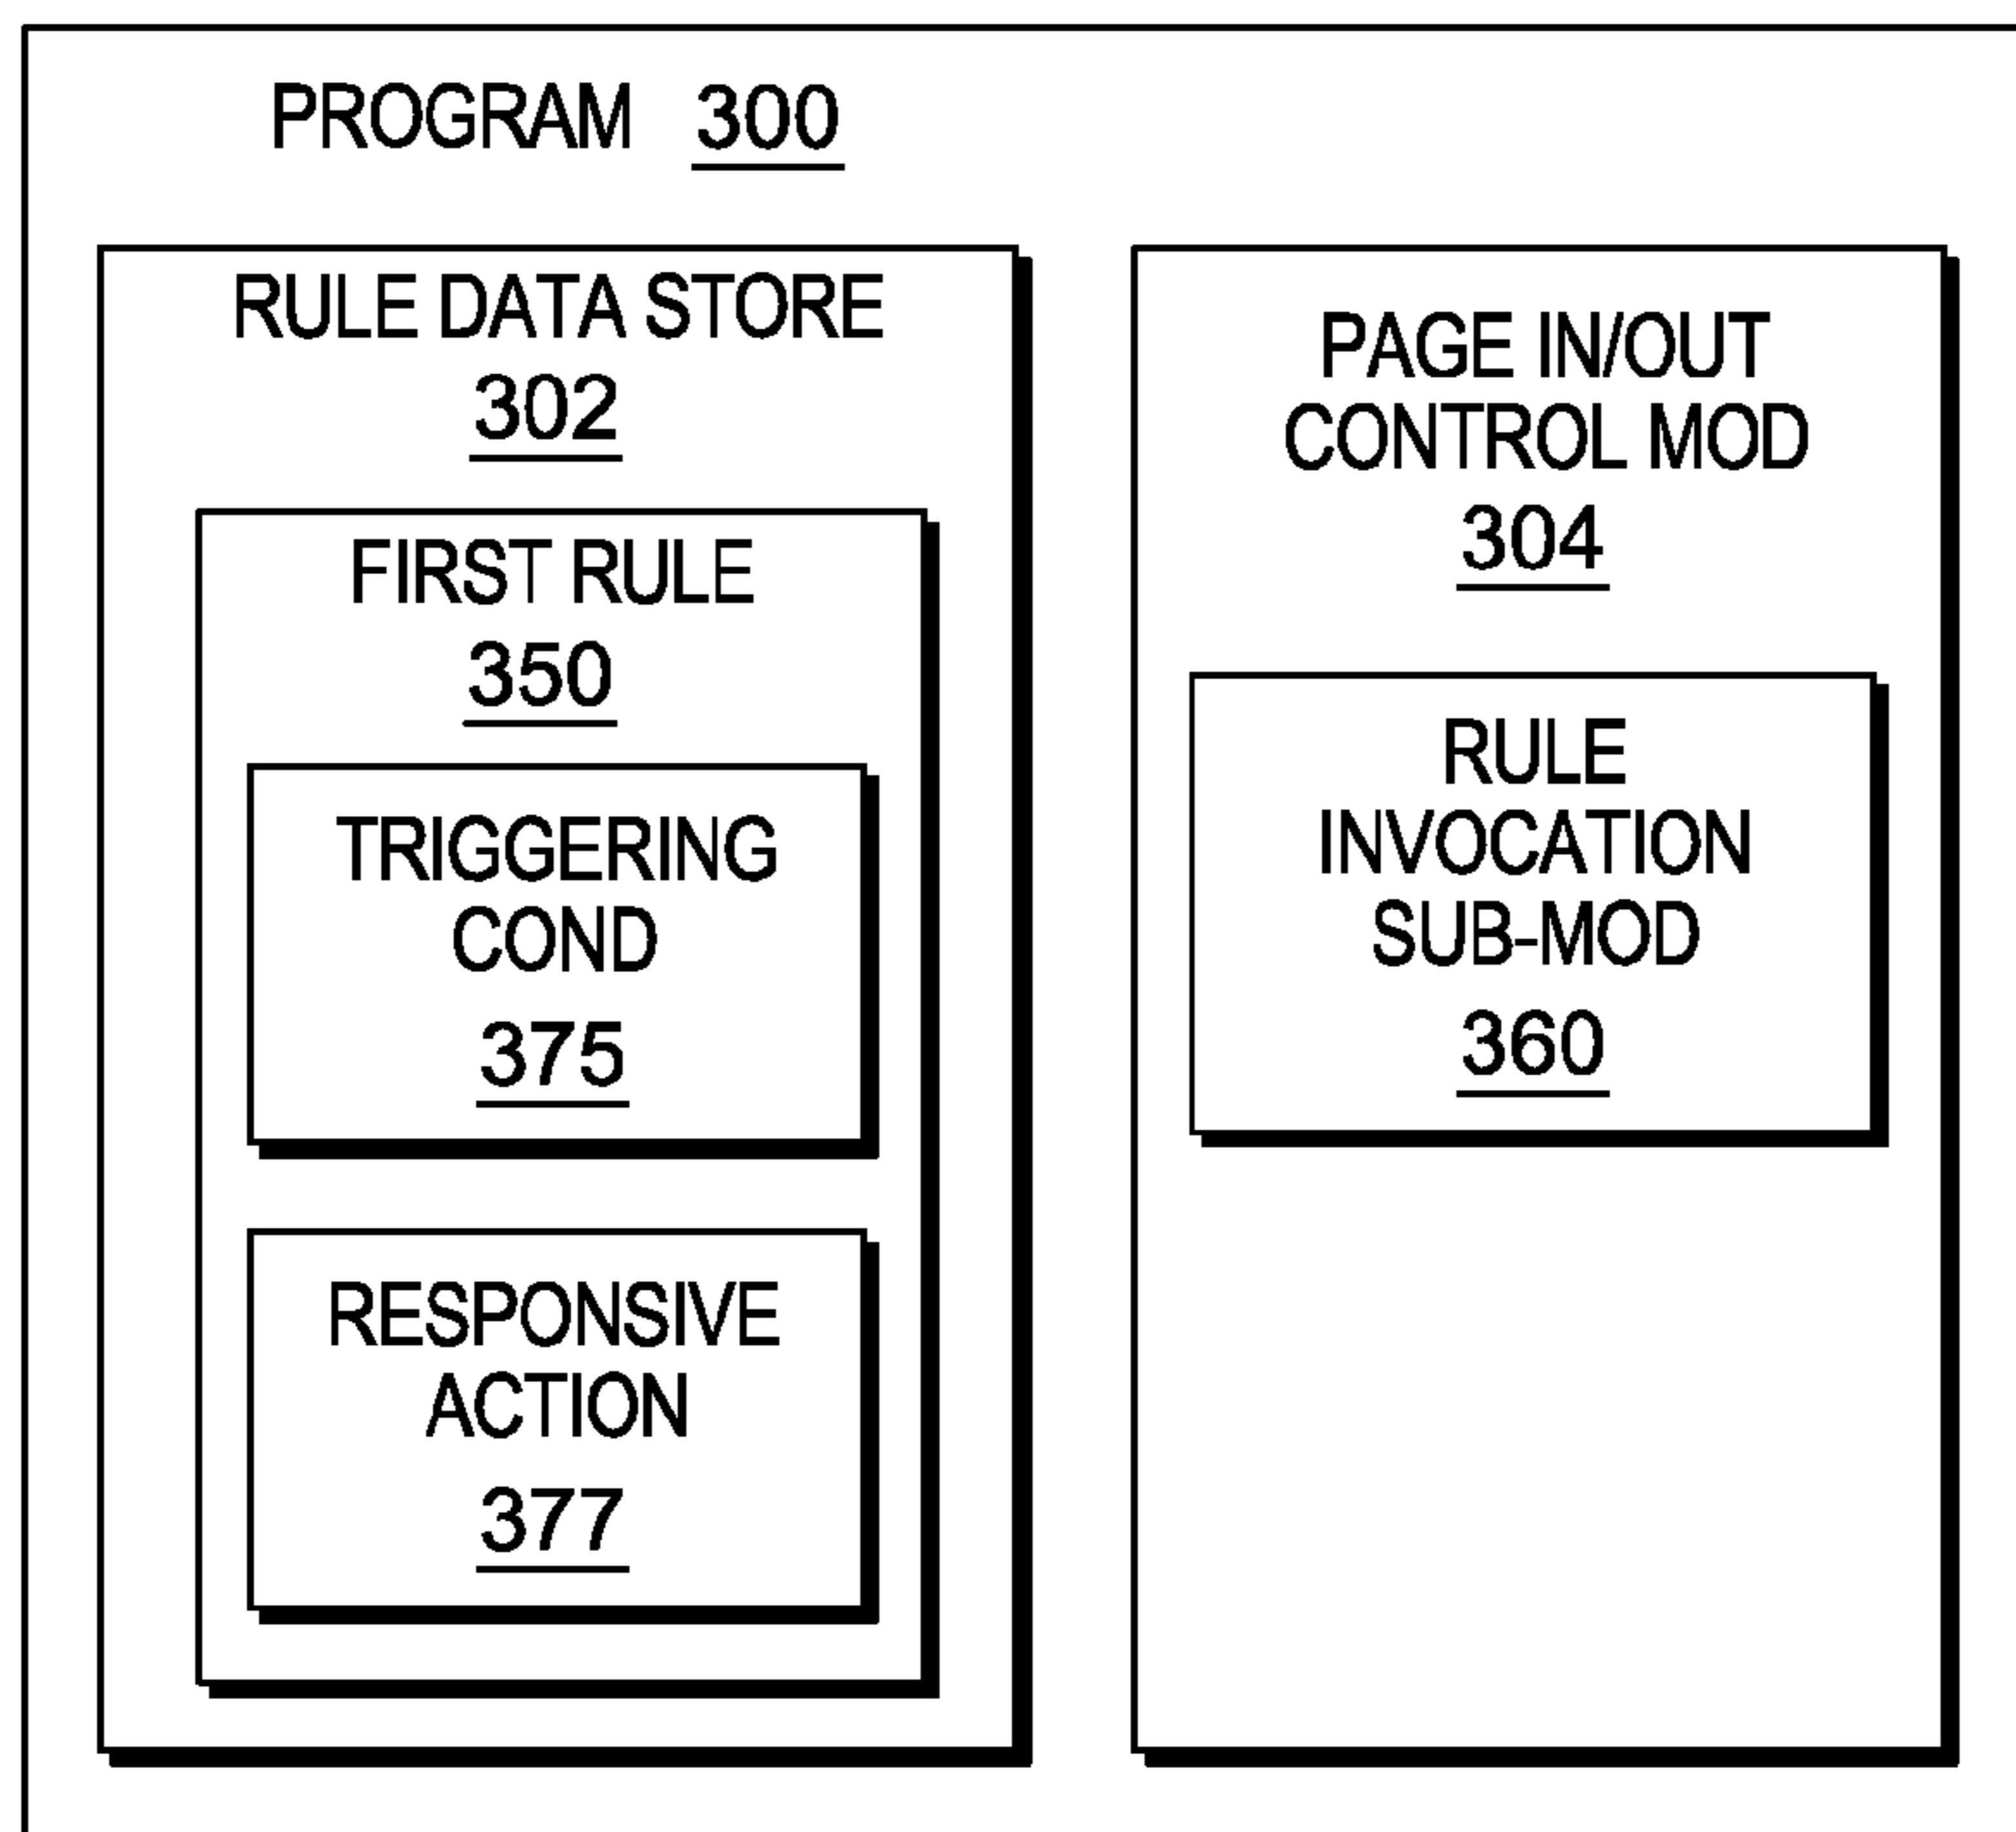 PROGRAM 300
RULE DATA STORE
302
FIRST RULE
350
TRIGGERING
COND
375
RESPONSIVE
ACTION
377
PAGE IN/OUT
CONTROL MOD
304
RULE
INVOCATION
SUB-MOD
360